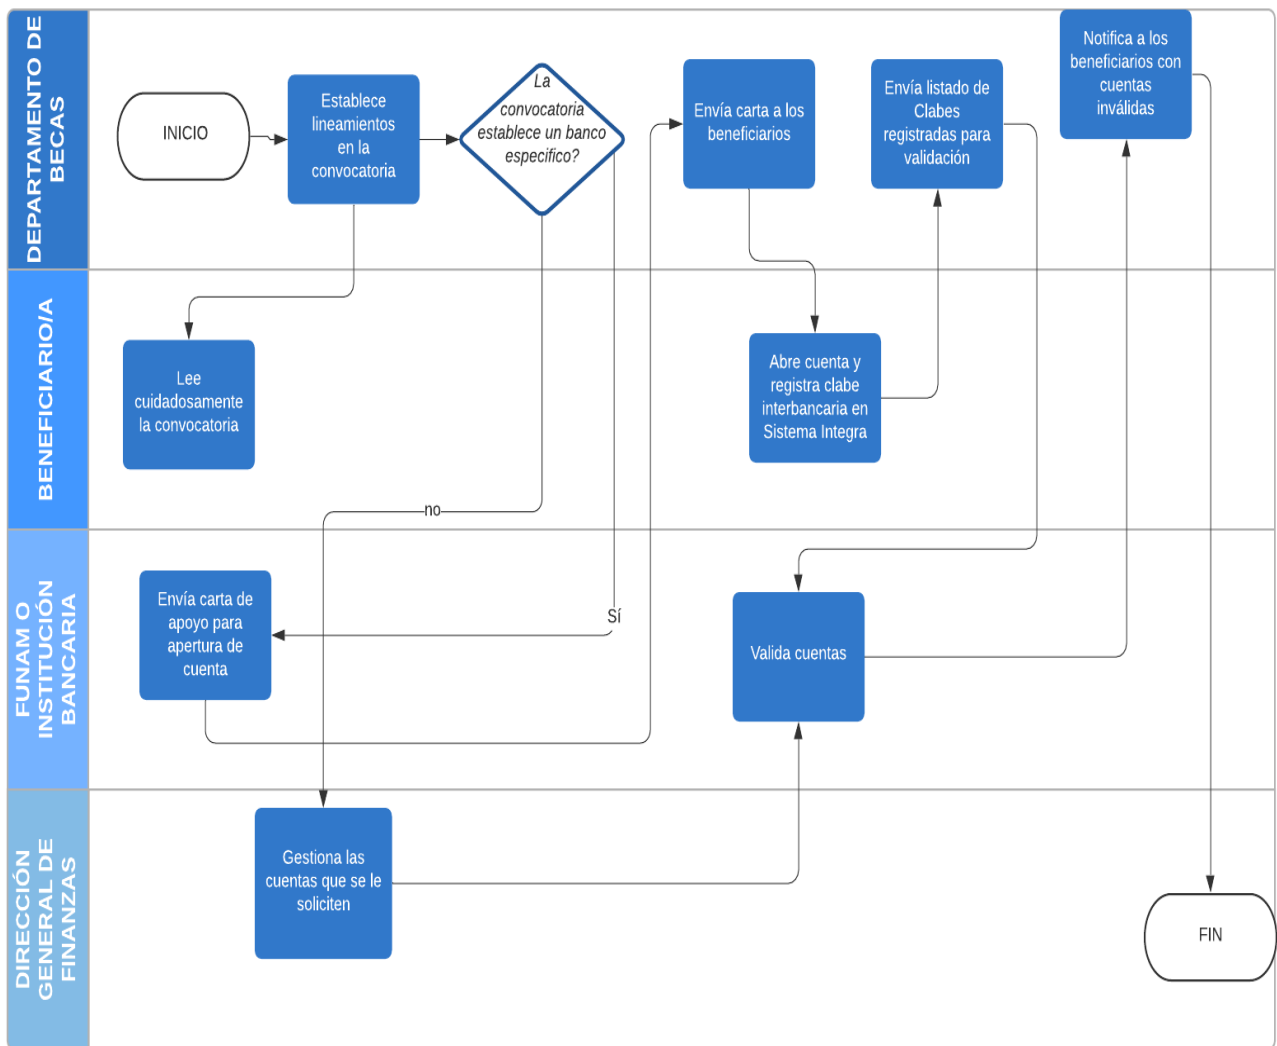 DEPARTAMENTO DE
BECAS
INICIO
Establece
lineamientos
en la
convocatoria
La
convocatoria
establece un banco
especifico?
Envía carta a los
beneficiarios
Envía listado de
Clabes
registradas para
validación
Notifica a los
beneficiarios con
cuentas
inválidas
BENEFICIARIO/A
Lee
cuidadosamente
la convocatoria
Abre cuenta y
registra clabe
interbancaria en
Sistema Integra
no
FUNAM O
INSTITUCIÓN
BANCARIA
Envía carta de
apoyo para
apertura de
cuenta
Sí
Valida cuentas
DIRECCIÓN
GENERAL DE
FINANZAS
Gestiona las
cuentas que se le
soliciten
FIN